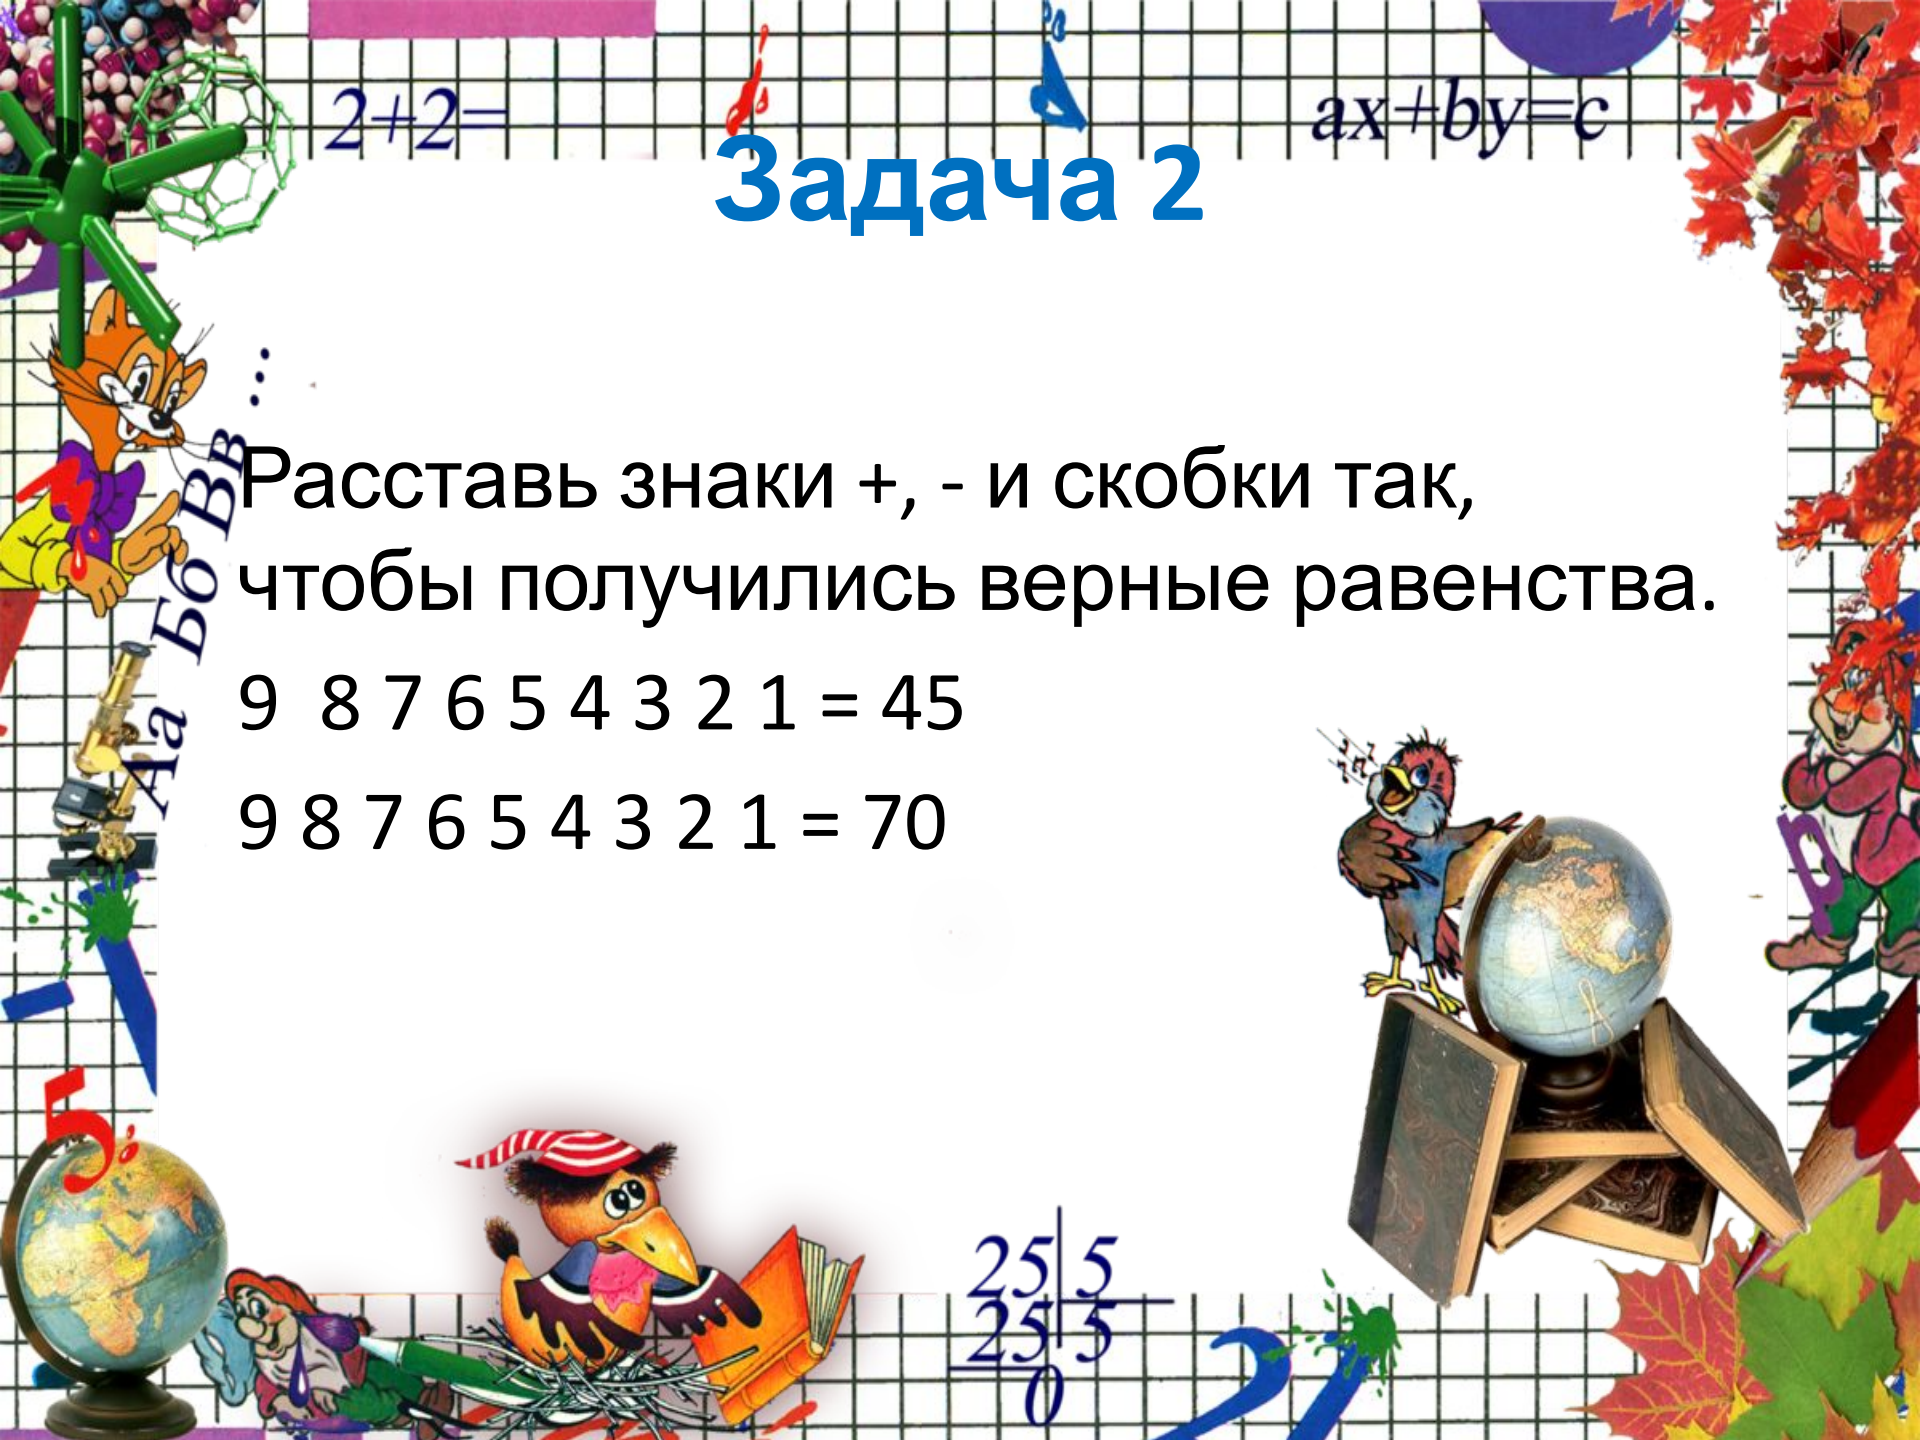 2+2=
ax+by=c
Задача 2
Аа Бб Вв ...
Расставь знаки +, - и скобки так,
чтобы получились верные равенства.
9  8 7 6 5 4 3 2 1 = 45
9 8 7 6 5 4 3 2 1 = 70
р
5
25 5
25 5
0